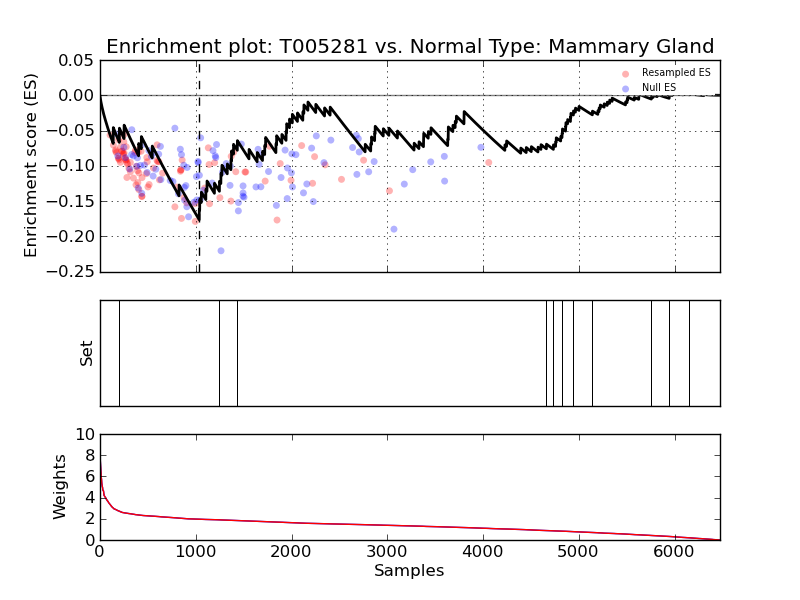 Enrichment plot: T005281 vs. Normal Type: Mammary Gland
Enrichment score (ES)
0.05
0.00
−0.05
−0.10
−0.15
−0.20
−0.25
Resampled ES
Null ES
Set
Weights
10
8
6
4
2
0
0 1000 2000 3000 4000 5000 6000
Samples